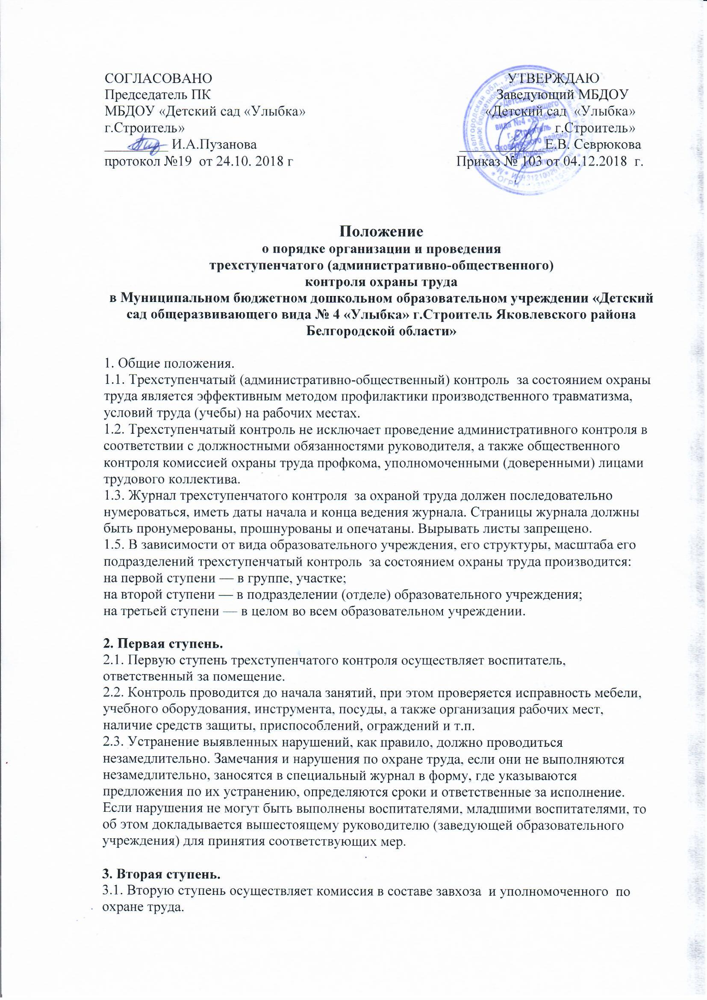 СОГЛАСОВАНО
Председатель ПК
МБДОУ «Детский сад «Улыбка»
г.Строитель»
_________ И.А.Пузанова
протокол №19 от 24.10. 2018 г
УТВЕРЖДАЮ
Заведующий МБДОУ
«Детский сад «Улыбка»
г.Строитель»
____________ Е.В. Севрюкова
Приказ № 103 от 04.12.2018 г.
«Детский сад
общеразвивающего
вида №4 «Улыбка»
г. Строитель
Яковлевского района
Белгородской
области»
Положение
о порядке организации и проведения
трехступенчатого (административно-общественного)
контроля охраны труда
в Муниципальном бюджетном дошкольном образовательном учреждении «Детский
сад общеразвивающего вида № 4 «Улыбка» г.Строитель Яковлевского района
Белгородской области»
1. Общие положения.
1.1. Трехступенчатый (административно-общественный) контроль за состоянием охраны
труда является эффективным методом профилактики производственного травматизма,
условий труда (учебы) на рабочих местах.
1.2. Трехступенчатый контроль не исключает проведение административного контроля в
соответствии с должностными обязанностями руководителя, а также общественного
контроля комиссией охраны труда профкома, уполномоченными (доверенными) лицами
трудового коллектива.
1.3. Журнал трехступенчатого контроля за охраной труда должен последовательно
нумероваться, иметь даты начала и конца ведения журнала. Страницы журнала должны
быть пронумерованы, прошнурованы и опечатаны. Вырывать листы запрещено.
1.5. В зависимости от вида образовательного учреждения, его структуры, масштаба его
подразделений трехступенчатый контроль за состоянием охраны труда производится:
на первой ступени — в группе, участке;
на второй ступени — в подразделении (отделе) образовательного учреждения;
на третьей ступени — в целом во всем образовательном учреждении.
2. Первая ступень.
2.1. Первую ступень трехступенчатого контроля осуществляет воспитатель,
ответственный за помещение.
2.2. Контроль проводится до начала занятий, при этом проверяется исправность мебели,
учебного оборудования, инструмента, посуды, а также организация рабочих мест,
наличие средств защиты, приспособлений, ограждений и т.п.
2.3. Устранение выявленных нарушений, как правило, должно проводиться
незамедлительно. Замечания и нарушения по охране труда, если они не выполняются
незамедлительно, заносятся в специальный журнал в форму, где указываются
предложения по их устранению, определяются сроки и ответственные за исполнение.
Если нарушения не могут быть выполнены воспитателями, младшими воспитателями, то
об этом докладывается вышестоящему руководителю (заведующей образовательного
учреждения) для принятия соответствующих мер.
3. Вторая ступень.
3.1. Вторую ступень осуществляет комиссия в составе завхоза и уполномоченного по
охране труда.